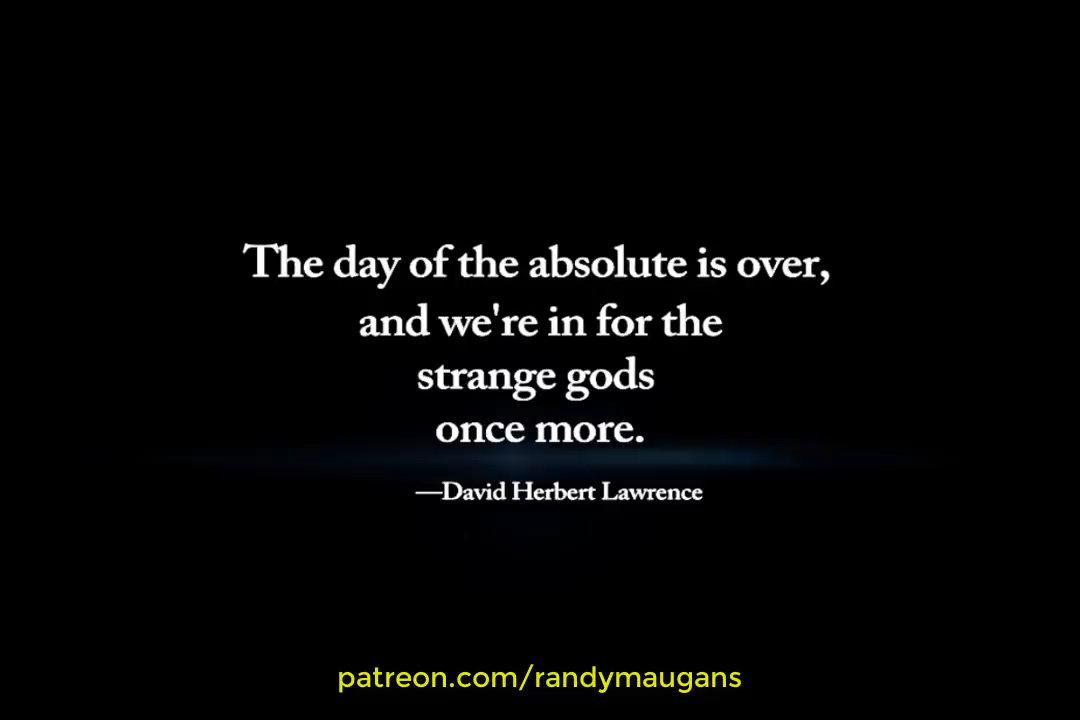 The day of the absolute is over,
and we're in for the
strange gods
once more.
—David Herbert Lawrence
patreon.com/randymaugans